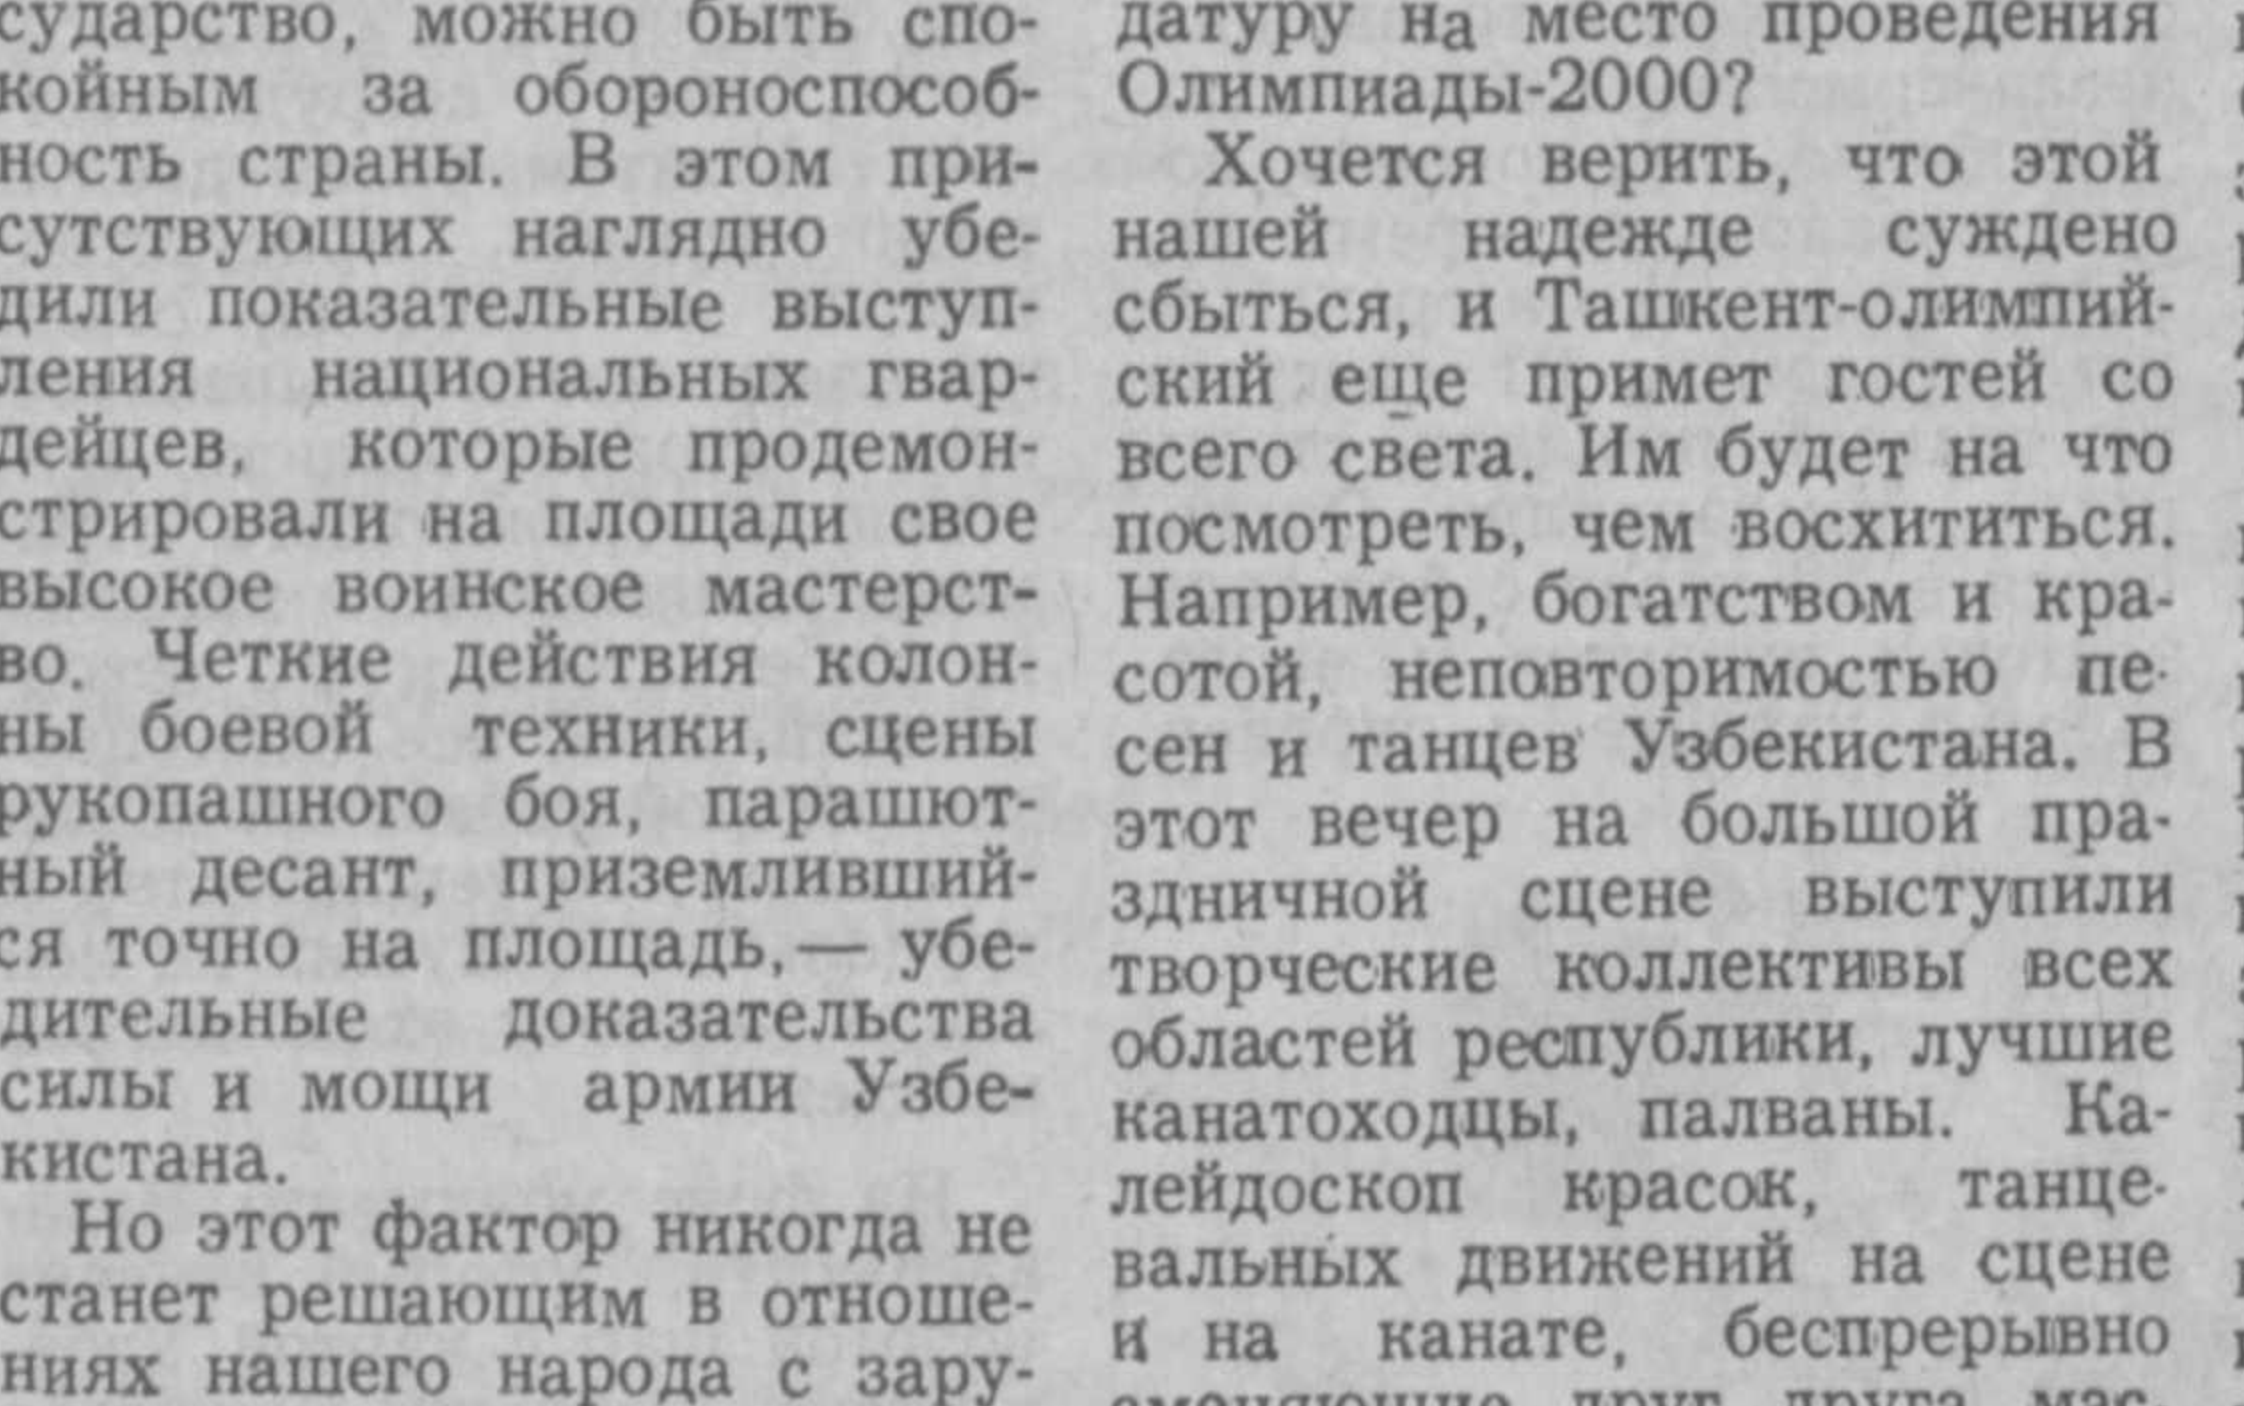 сударство, можно быть спо-
койным за обороноспособ-
ность страны. В этом при-
сутствующих наглядно убе-
дили показательные выступ-
ления национальных гвар-
дейцев, которые продемон-
стрировали на площади свое
высокое воинское мастерст-
во. Четкие действия колон-
ны боевой техники, сцены
рукопашного боя, парашют-
ный десант, приземливший-
ся точно на площадь,— убе-
дительные доказательства
силы и мощи армии Узбе-
кистана.
Но этот фактор никогда не
станет решающим в отноше-
ниях нашего народа с зару-
датуру на место проведения
Олимпиады-2000?
Хочется верить, что этой
нашей надежде суждено
сбыться, и Ташкент-олимпий-
ский еще примет гостей со
всего света. Им будет на что
посмотреть, чем восхититься.
Например, богатством и кра-
сотой, неповторимостью пе-
сен и танцев Узбекистана. В
этот вечер на большой пра-
здничной сцене выступили
творческие коллективы всех
областей республики, лучшие
канатоходцы, палваны. Ка-
лейдоскоп красок, танце-
вальных движений на сцене
и на канате, беспрерывно
сменяющие друг друга мас-